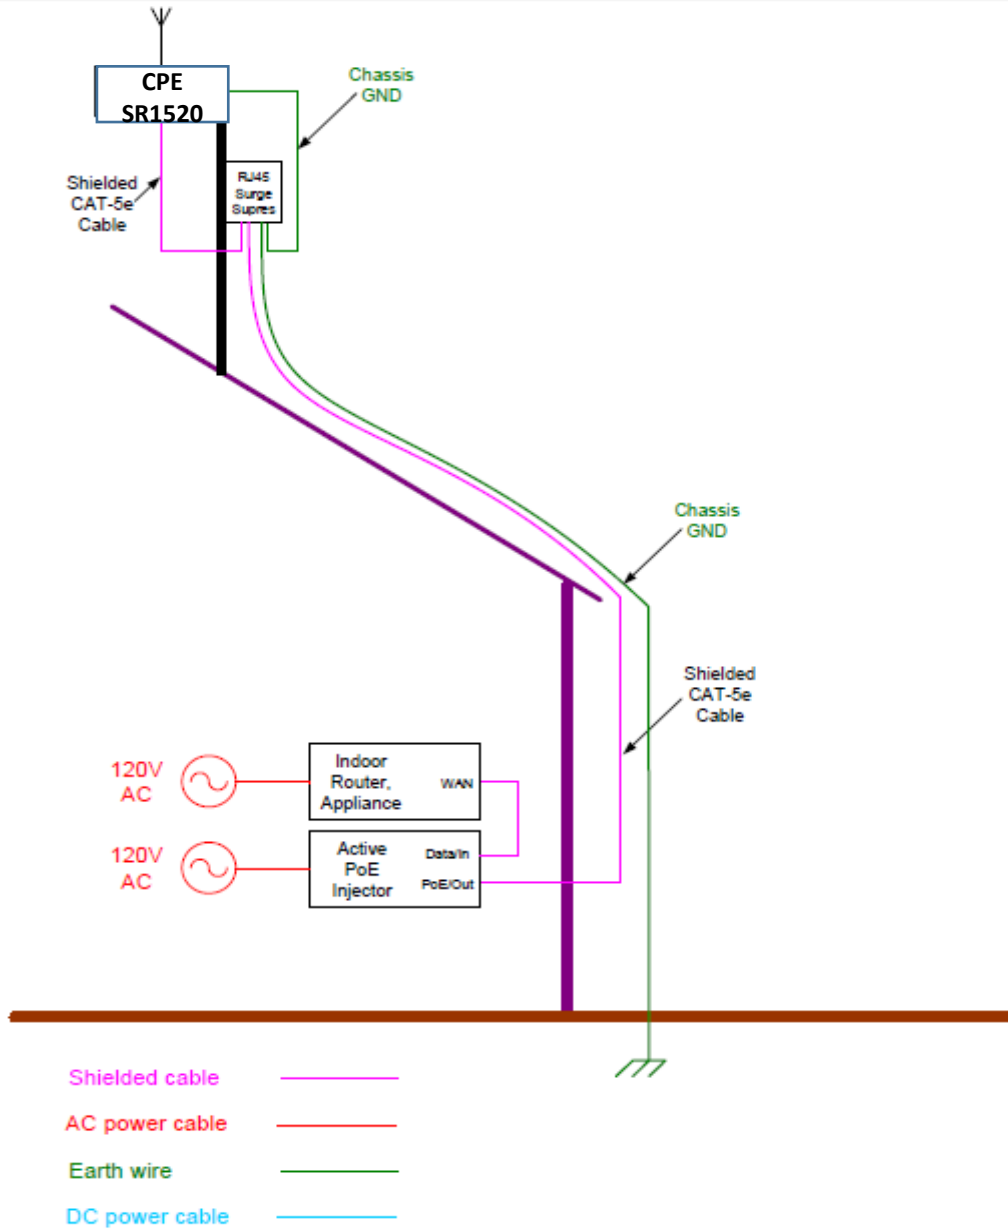 CPE
SR1520
Chassis
GND
Shielded
CAT-5e
Cable
RJ45
Surge
Supres
Chassis
GND
Shielded
CAT-5e
Cable
120V
AC
Indoor
Router,
Appliance
WAN
120V
AC
Active
PoE
Injector
Data/In
PoE/Out
Shielded cable
AC power cable
Earth wire
DC power cable